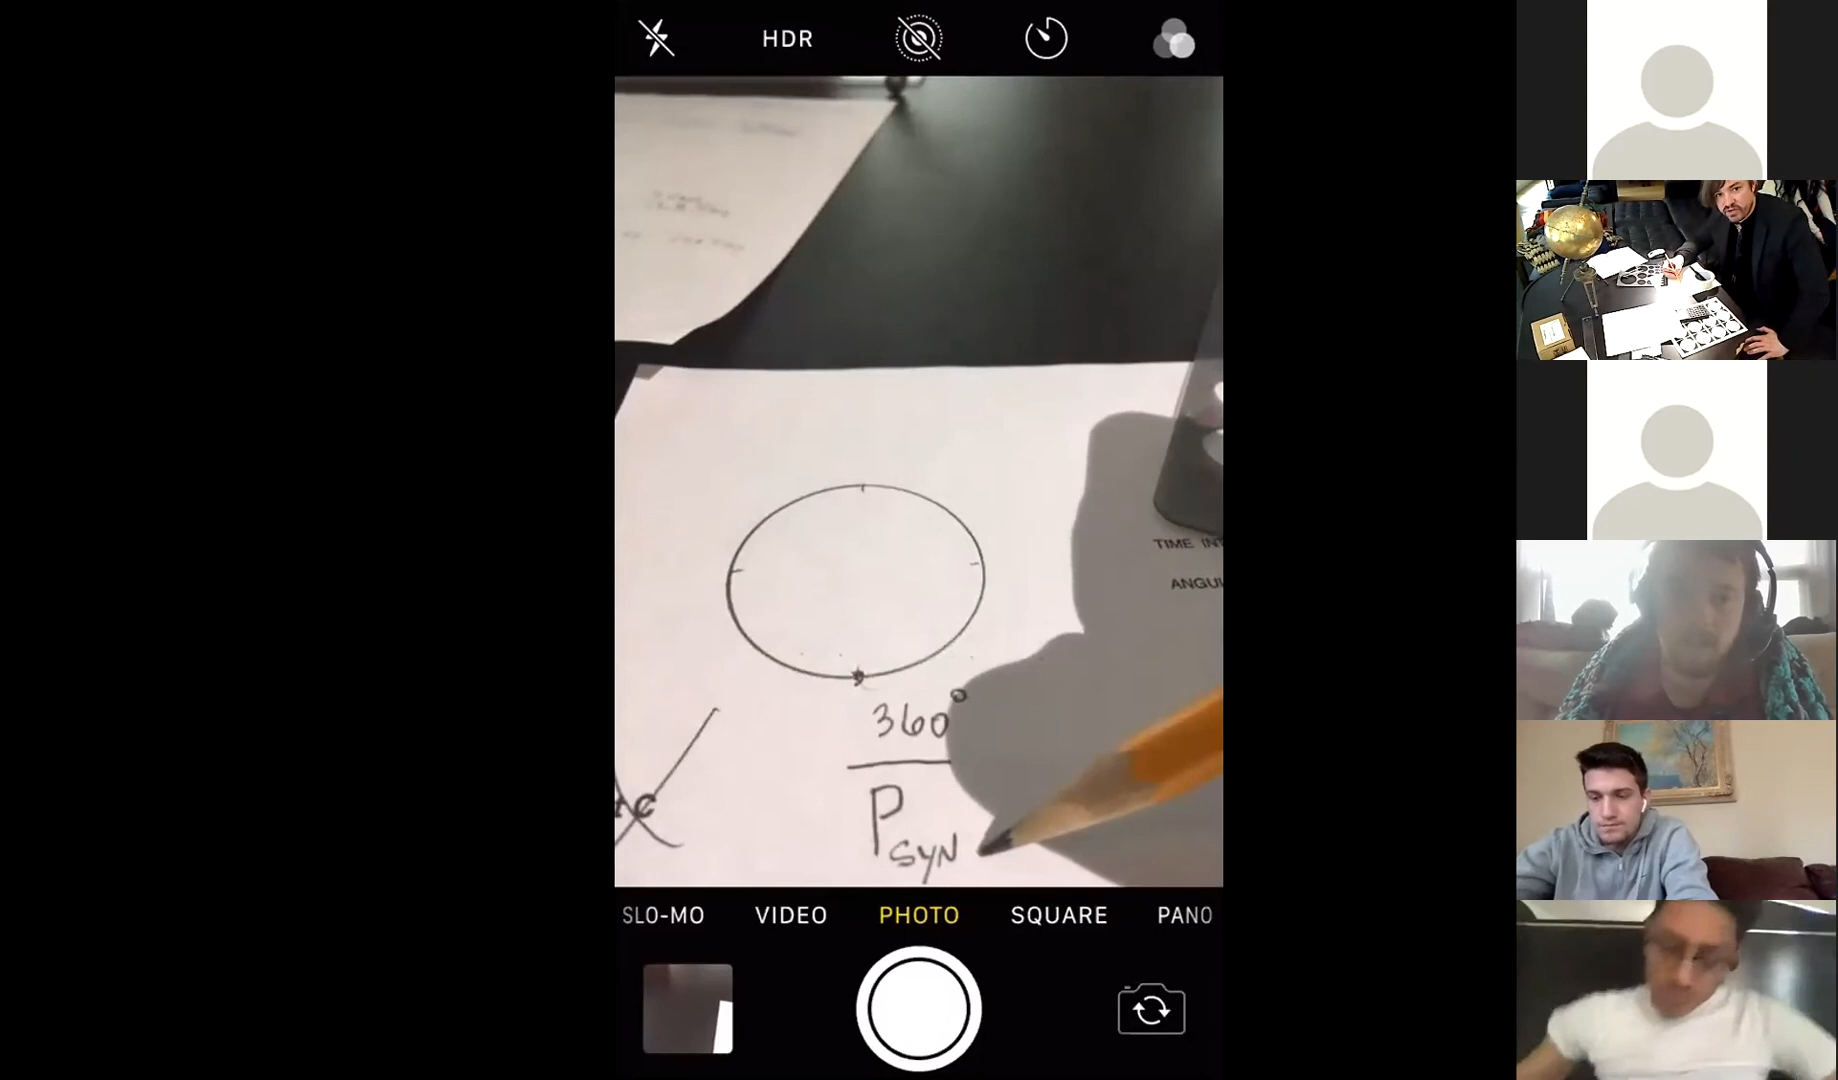 HDR
TIME IN
ANGU
360°
P SYN
SLO-MO VIDEO PHOTO SQUARE PANO